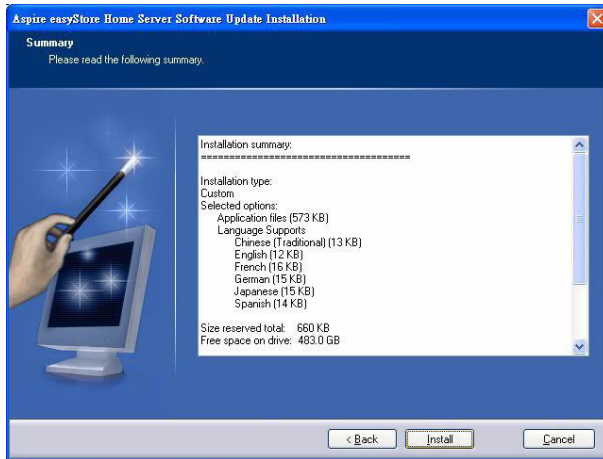 Aspire easyStore Home Server Software Update Installation
Summary
Please read the following summary.
Installation summary:
=====================================
Installation type:
Custom
Selected options:
Application files (573 KB)
Language Supports
Chinese (Traditional) (13 KB)
English (12 KB)
French (16 KB)
German (15 KB)
Japanese (15 KB)
Spanish (14 KB)
Size reserved total: 660 KB
Free space on drive: 483.0 GB
< Back
Install
Cancel